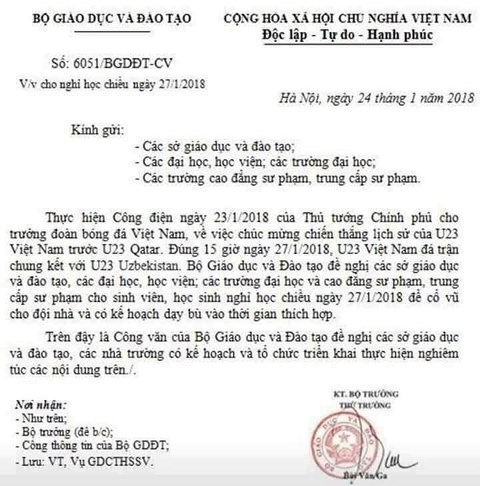 BỘ GIÁO DỤC VÀ ĐÀO TẠO
CỘNG HÒA XÃ HỘI CHỦ NGHĨA VIỆT NAM
Độc lập - Tự do - Hạnh phúc
Số: 6051/BGDĐT-CV
V/v cho nghỉ học chiều ngày 27/1/2018
Hà Nội, ngày 24 tháng 1 năm 2018
Kính gửi:
- Các sở giáo dục và đào tạo;
- Các đại học, học viện; các trường đại học;
- Các trường cao đẳng sư phạm, trung cấp sư phạm.
Thực hiện Công điện ngày 23/1/2018 của Thủ tướng Chính phủ cho
trưởng đoàn bóng đá Việt Nam, về việc chúc mừng chiến thắng lịch sử của U23
Việt Nam trước U23 Qatar. Đúng 15 giờ ngày 27/1/2018, U23 Việt Nam đá trận
chung kết với U23 Uzbekistan. Bộ Giáo dục và Đào tạo đề nghị các sở giáo dục
và đào tạo, các đại học, học viện; các trường đại học và cao đẳng sư phạm, trung
cấp sư phạm cho sinh viên, học sinh nghỉ học chiều ngày 27/1/2018 để cổ vũ
cho đội nhà và có kế hoạch dạy bù vào thời gian thích hợp.
Trên đây là Công văn của Bộ Giáo dục và Đào tạo đề nghị các sở giáo dục
và đào tạo, các nhà trường có kế hoạch và tổ chức triển khai thực hiện nghiêm
túc các nội dung trên./.
Nơi nhận:
- Như trên;
- Bộ trưởng (để b/c);
- Công thông tin của Bộ GDĐT;
- Lưu: VT, Vụ GDCTHSSV.
KT. BỘ TRƯỞNG
THỨ TRƯỞNG
Bùi Văn Ga